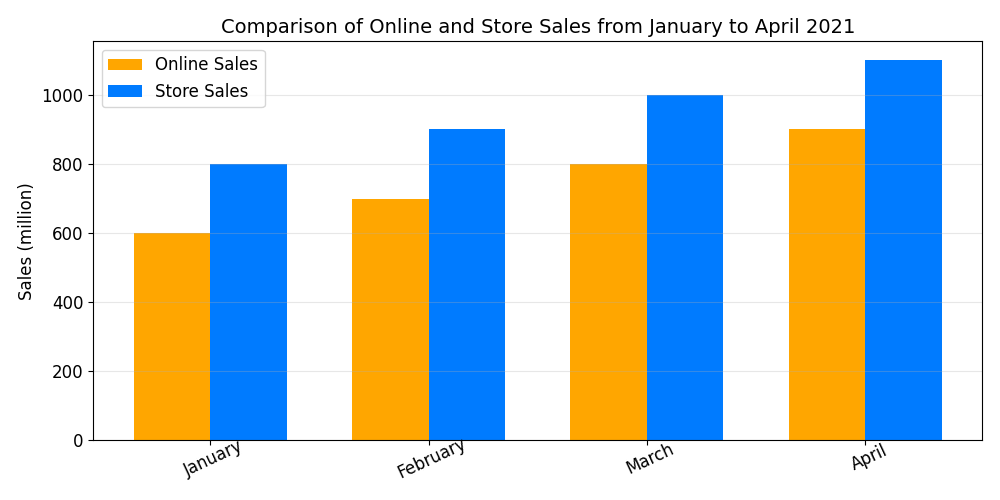 Comparison of Online and Store Sales from January to April 2021
Online Sales
Store Sales
Sales (million)
1000
800
600
400
200
0
January
February
March
April